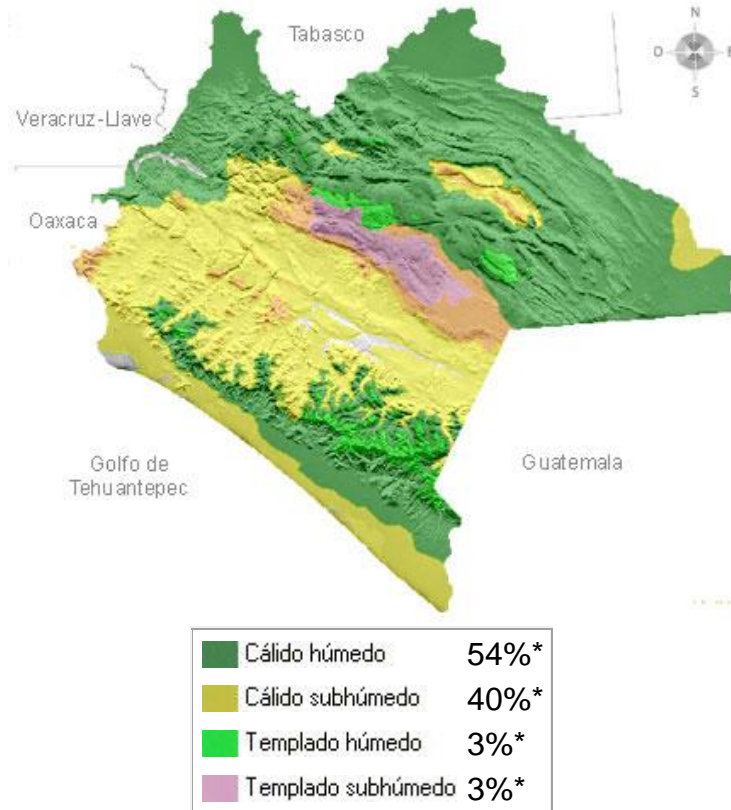 Tabasco
N
O
E
S
Veracruz-Llave
Oaxaca
Golfo de
Tehuantepec
Guatemala
Cálido húmedo 54%*
Cálido subhúmedo 40%*
Templado húmedo 3%*
Templado subhúmedo 3%*